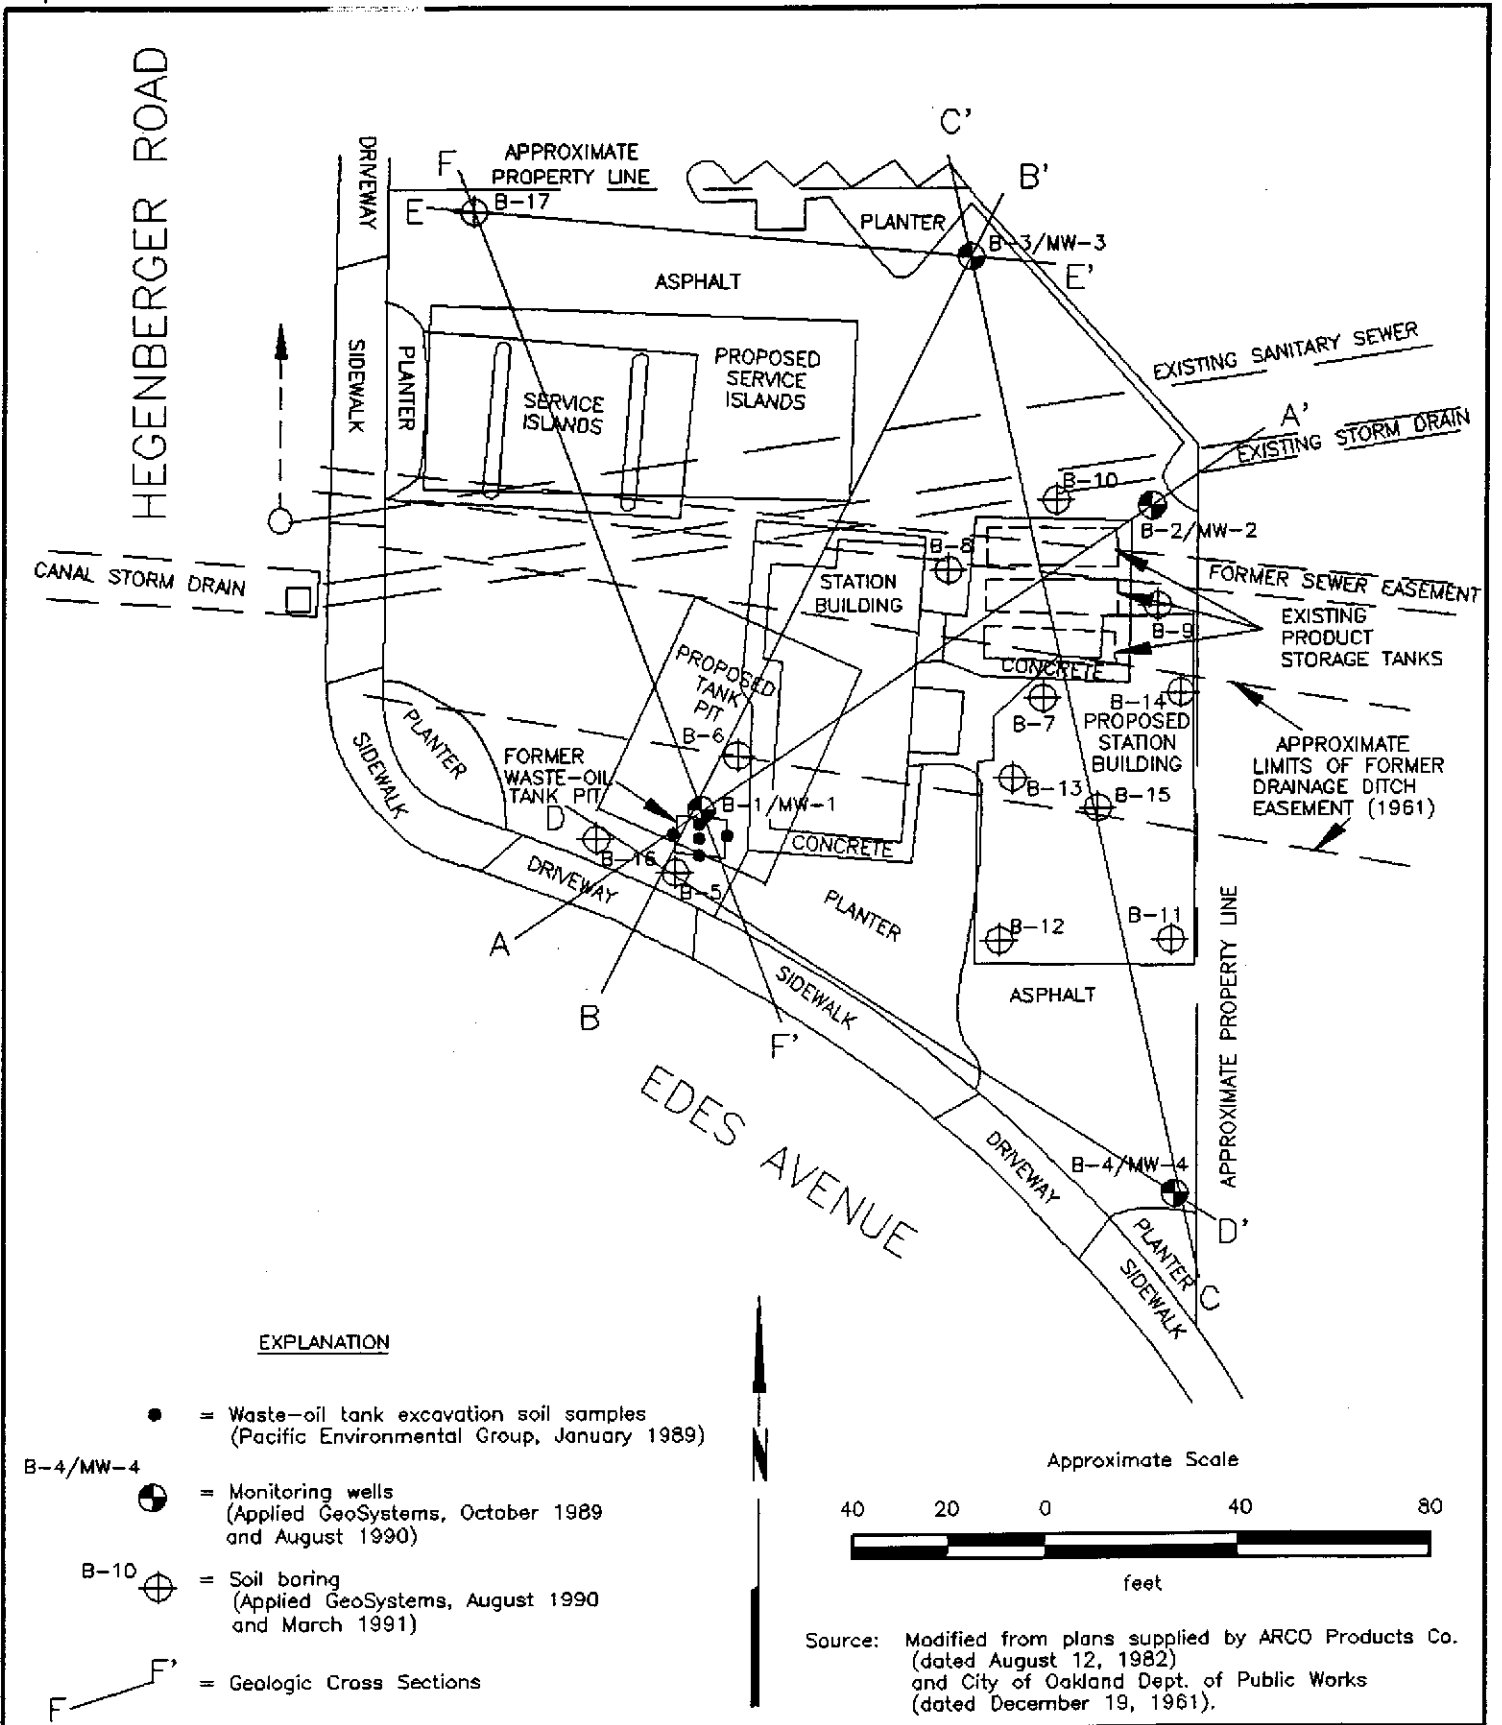 HEGENBERGER ROAD
DRIVEWAY
F
APPROXIMATE
PROPERTY LINE
E
B-17
C'
B'
PLANTER
B-3/MW-3
E'
ASPHALT
SIDEWALK
PLANTER
SERVICE
ISLANDS
PROPOSED
SERVICE
ISLANDS
EXISTING SANITARY SEWER
A'
EXISTING STORM DRAIN
B-10
B-2/MW-2
B-8
CANAL STORM DRAIN
STATION
BUILDING
FORMER SEWER EASEMENT
B-9
EXISTING
PRODUCT
STORAGE TANKS
CONCRETE
PROPOSED
TANK
PIT
B-14
B-7
PROPOSED
STATION
BUILDING
PLANTER
SIDEWALK
B-6
FORMER
WASTE-OIL
TANK PIT
APPROXIMATE
LIMITS OF FORMER
DRAINAGE DITCH
EASEMENT (1961)
B-13
B-15
D
B-1/MW-1
B-16
CONCRETE
DRIVEWAY
B-5
PLANTER
A
B
B-12
B-11
APPROXIMATE PROPERTY LINE
SIDEWALK
ASPHALT
F'
EDES AVENUE
DRIVEWAY
B-4/MW-4
D'
PLANTER
C
SIDEWALK
EXPLANATION
= Waste-oil tank excavation soil samples
(Pacific Environmental Group, January 1989)
B-4/MW-4
= Monitoring wells
(Applied GeoSystems, October 1989
and August 1990)
B-10
= Soil boring
(Applied GeoSystems, August 1990
and March 1991)
F F'
= Geologic Cross Sections
N
Approximate Scale
40 20 0 40 80
feet
Source: Modified from plans supplied by ARCO Products Co.
(dated August 12, 1982)
and City of Oakland Dept. of Public Works
(dated December 19, 1961).